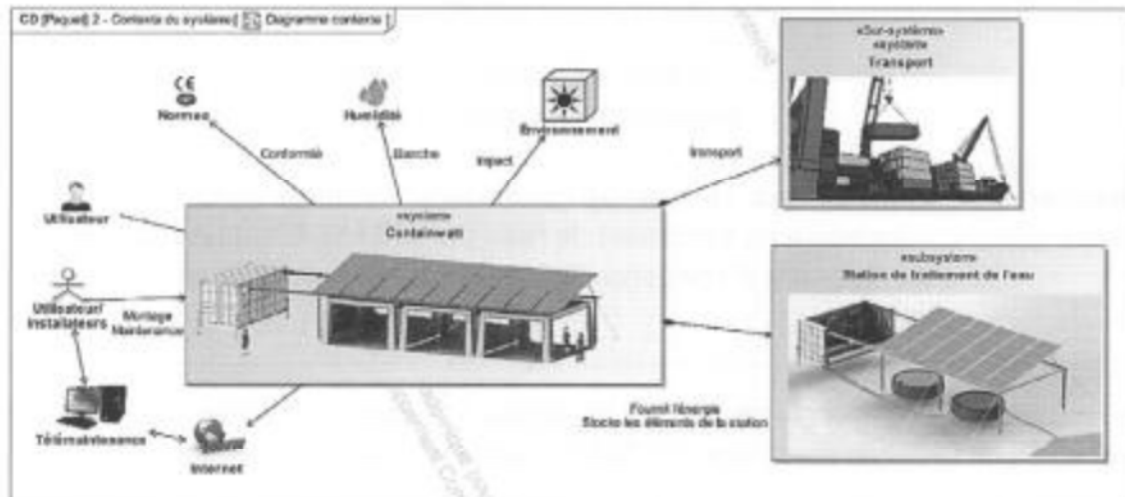 CD [Paquet] 2 - Contexte du système [ Diagramme contexte ]
«Sur-système»
«system»
Transport
CE
Normes
Humidité
Environnement
Conformité
Etanche
Impact
transport
Utilisateur
«system»
Containwatt
«subsystem»
Station de traitement de l'eau
Utilisateur/
Installateurs
Montage
Maintenance
Fournit l'énergie
Stocke les éléments de la station
Télémaintenance
Internet